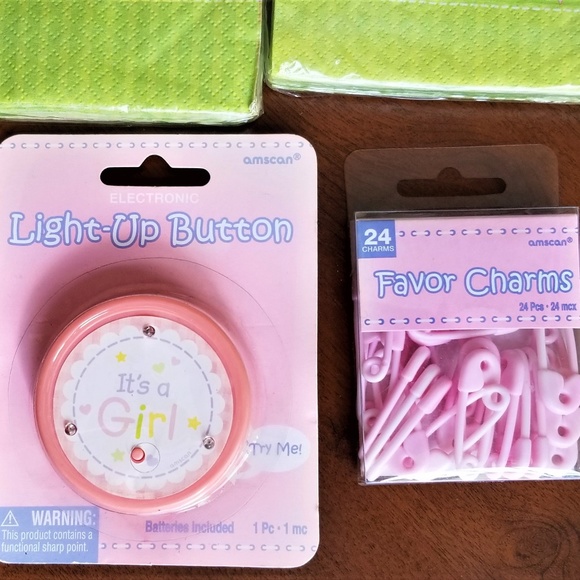 amscan®
ELECTRONIC
Light-Up Button
It's a
Girl
Try Me!
WARNING:
This product contains a
functional sharp point.
Batteries Included
1 Pc • 1 mc
24
CHARMS
amscan®
Favor Charms
24 Pcs • 24 mcx